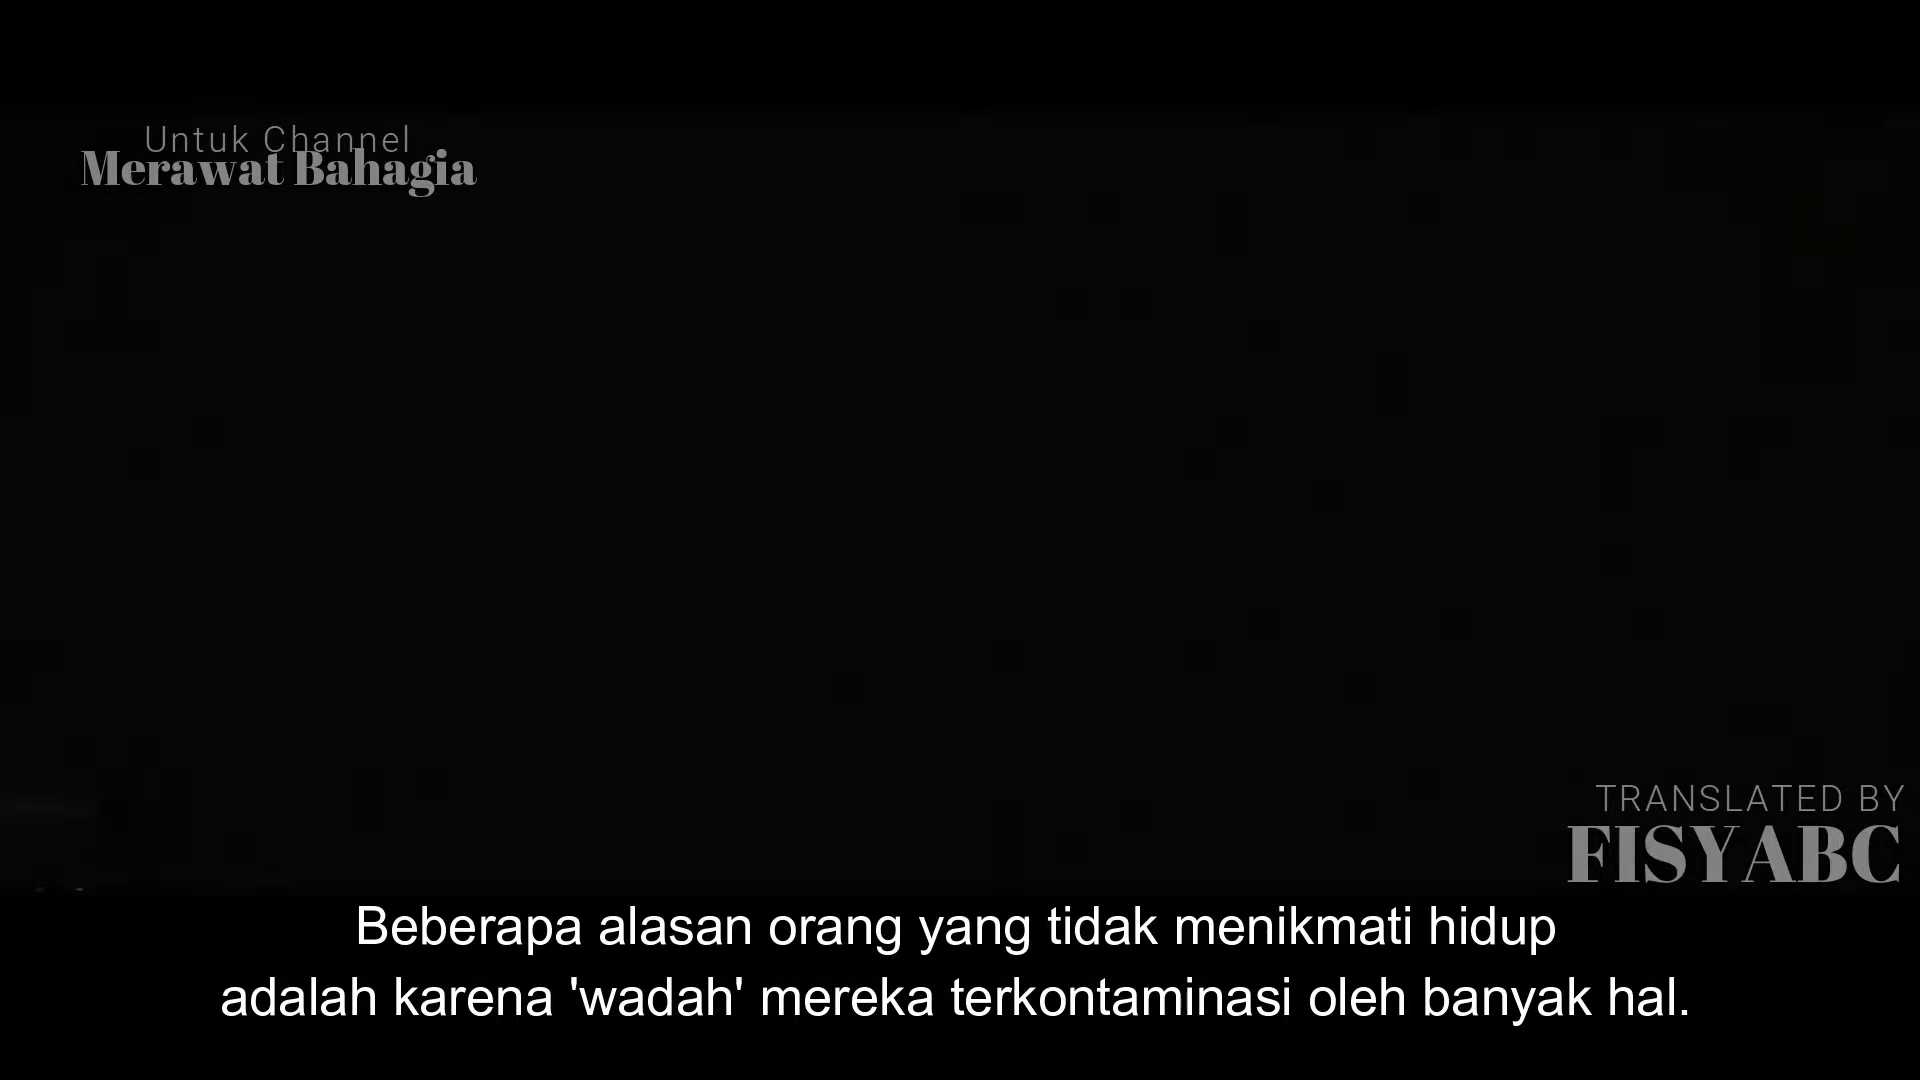 Untuk Channel
Merawat Bahagia
TRANSLATED BY
FISYABC
Beberapa alasan orang yang tidak menikmati hidup
adalah karena 'wadah' mereka terkontaminasi oleh banyak hal.